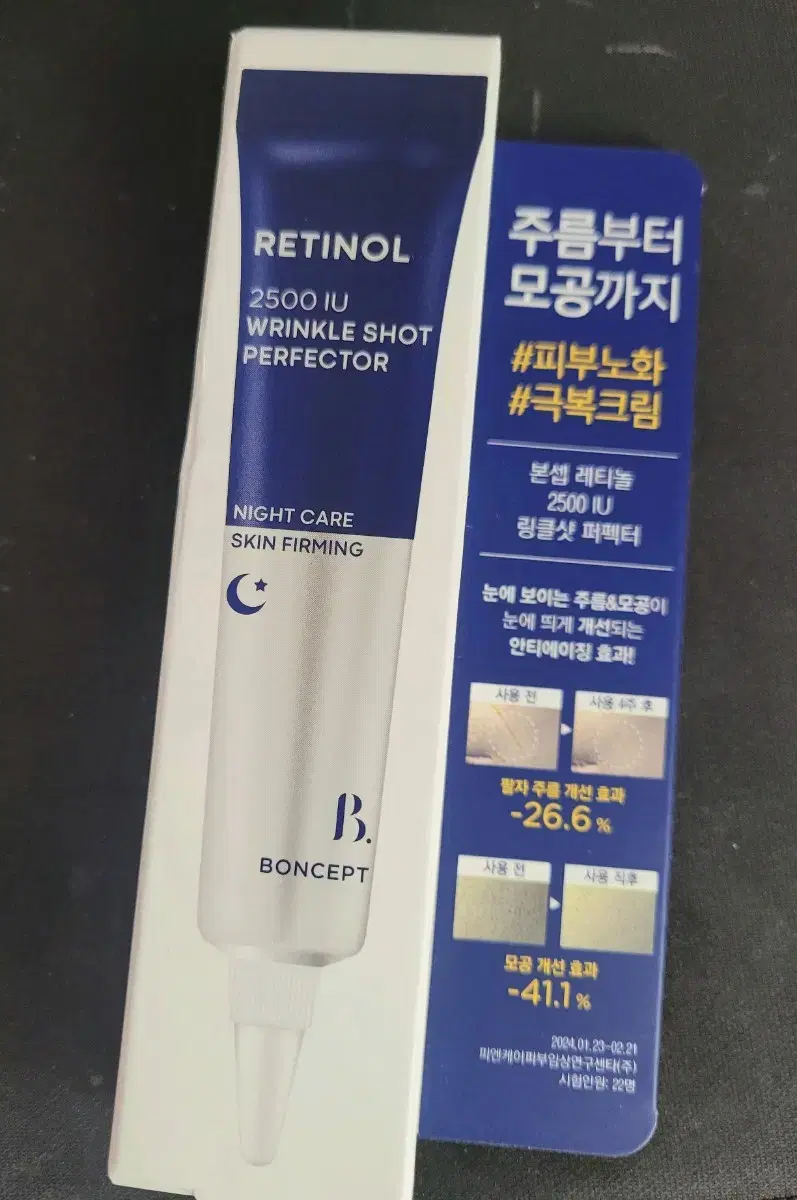 RETINOL
2500 IU
WRINKLE SHOT
PERFECTOR
NIGHT CARE
SKIN FIRMING
B.
BONCEPT
주름부터
모공까지
#피부노화
#극복크림
본셉 레티놀
2500 IU
링클샷 퍼펙터
눈에 보이는 주름&모공이
눈에 띄게 개선되는
안티에이징 효과!
사용 전
사용 4주 후
팔자 주름 개선 효과
-26.6 %
사용 전
사용 직후
모공 개선 효과
-41.1 %
2024.01.23~02.21
피엔케이피부임상연구센타(주)
시험인원: 22명